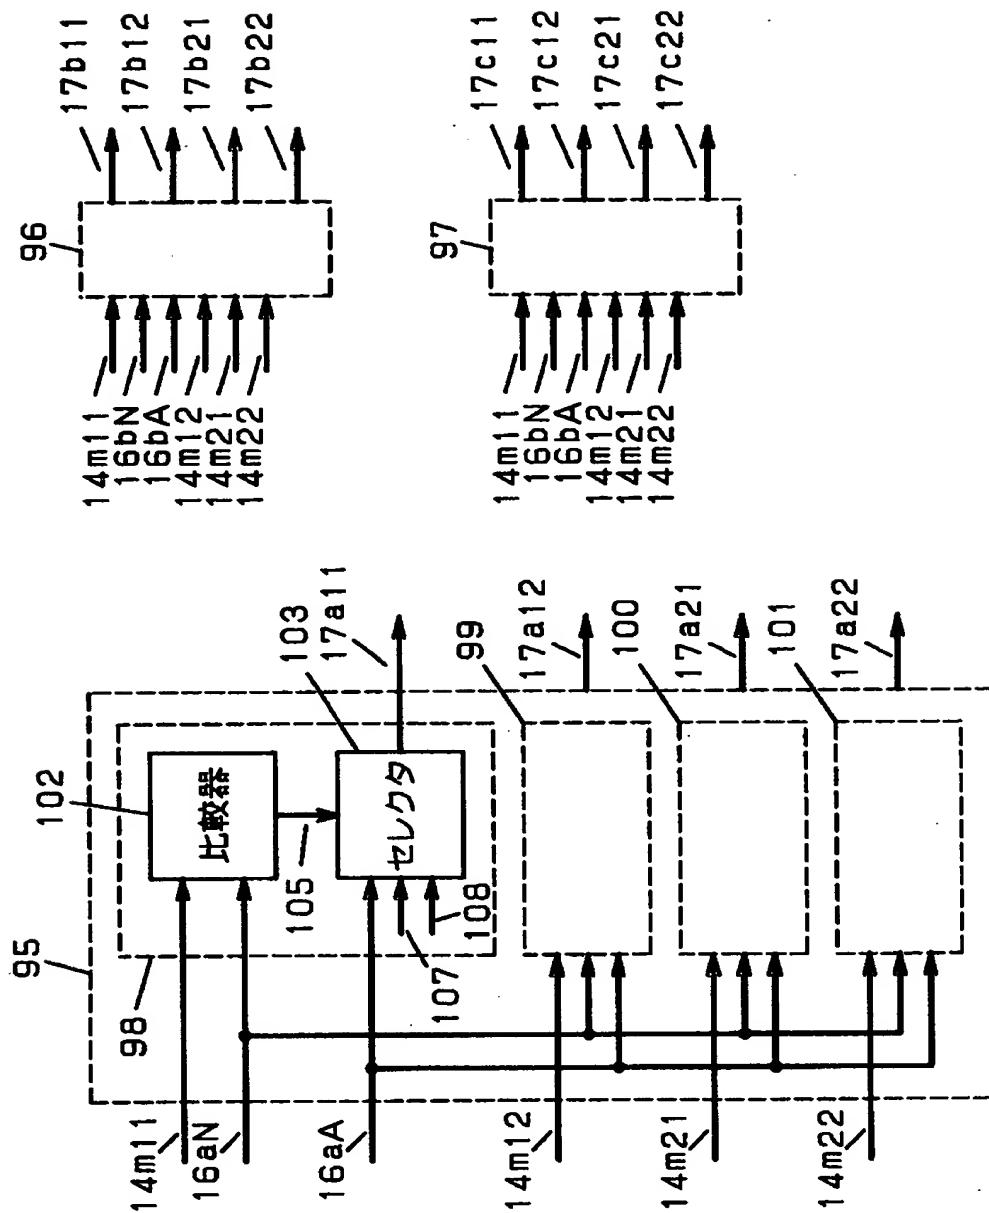 95
98
102
比較器
105
103
セレクタ
107
108
14m11
16aN
16aA
17a11
14m12
99
17a12
14m21
100
17a21
14m22
101
17a22
96
14m11
16bN
16bA
14m12
14m21
14m22
17b11
17b12
17b21
17b22
97
14m11
16bN
16bA
14m12
14m21
14m22
17c11
17c12
17c21
17c22